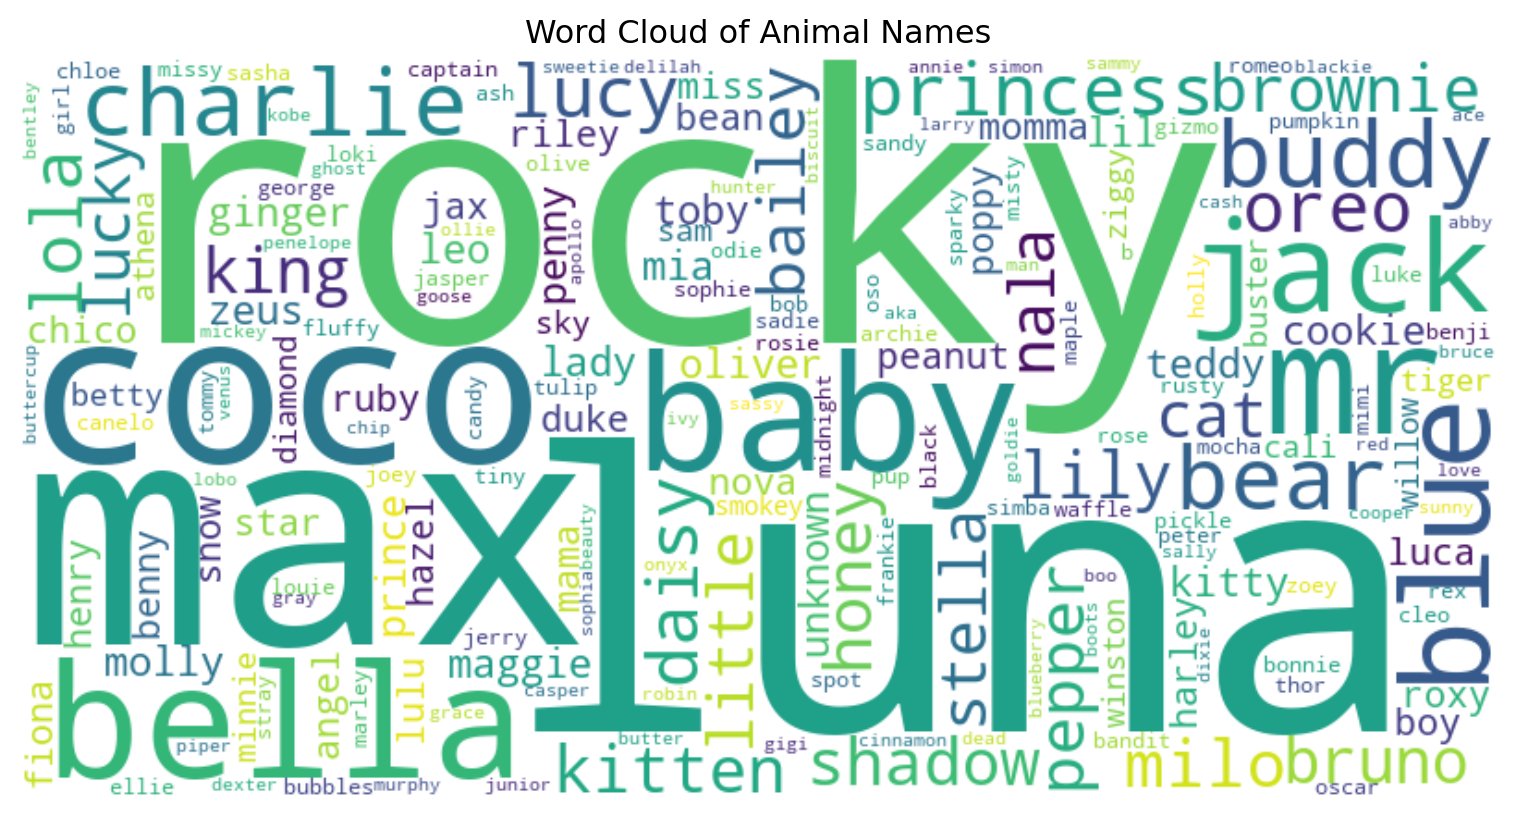 Word Cloud of Animal Names
chloe
missy
sasha
captain
sweetie
delilah
annie
simon
sammy
romeo
blackie
bentley
girl
charlie
kobe
ash
lucy
miss
bean
bailey
biscuit
princess
brownie
ace
larry
momma
lil
gizmo
pumpkin
riley
sandy
buddy
lola
lucky
athena
rocky
loki
ghost
olive
george
ginger
penelope
king
zeus
jax
ollie
leo
jasper
goose
penny
apollo
hunter
toby
sam
odie
mia
sophie
sparky
poppy
misty
ziggy
b
cash
oreo
abby
jack
luke
holly
buster
nala
man
maple
oso
aka
archie
bob
sadie
rosie
sky
chico
mickey
fluffy
cookie
benji
bruce
buttercup
coco
betty
canelo
tommy
venus
diamond
ruby
chip
candy
lady
tulip
duke
oliver
peanut
baby
ivy
sassy
midnight
black
goldie
teddy
rusty
mr
tiger
cat
mimi
rose
mocha
cali
red
willow
blue
love
max
lobo
joey
tiny
nova
smokey
pup
lily
bear
simba
waffle
cooper
sunny
star
snow
henry
benny
louie
gray
prince
hazel
jerry
mama
beauty
sophia
luna
daisy
onyx
little
unknown
honey
frankie
stella
pickle
peter
sally
luca
kitty
zoey
rex
cleo
boo
boots
blueberry
pepper
winston
harley
dixie
bonnie
thor
spot
molly
maggie
casper
robin
roxy
boy
fiona
bella
piper
minnie
stray
angel
marley
lulu
grace
butter
gigi
cinnamon
dead
bandit
ellie
dexter
bubbles
murphy
junior
kitten
shadow
milo
bruno
oscar